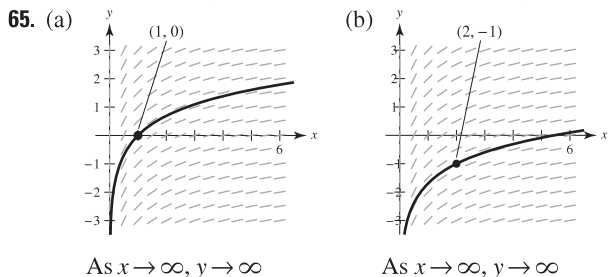 65. (a) (b)
y y
(1, 0) (2, −1)
3 3
2 2
1 1
x x
6 6
−1 −1
−2 −2
−3 −3
As x → ∞, y → ∞ As x → ∞, y → ∞